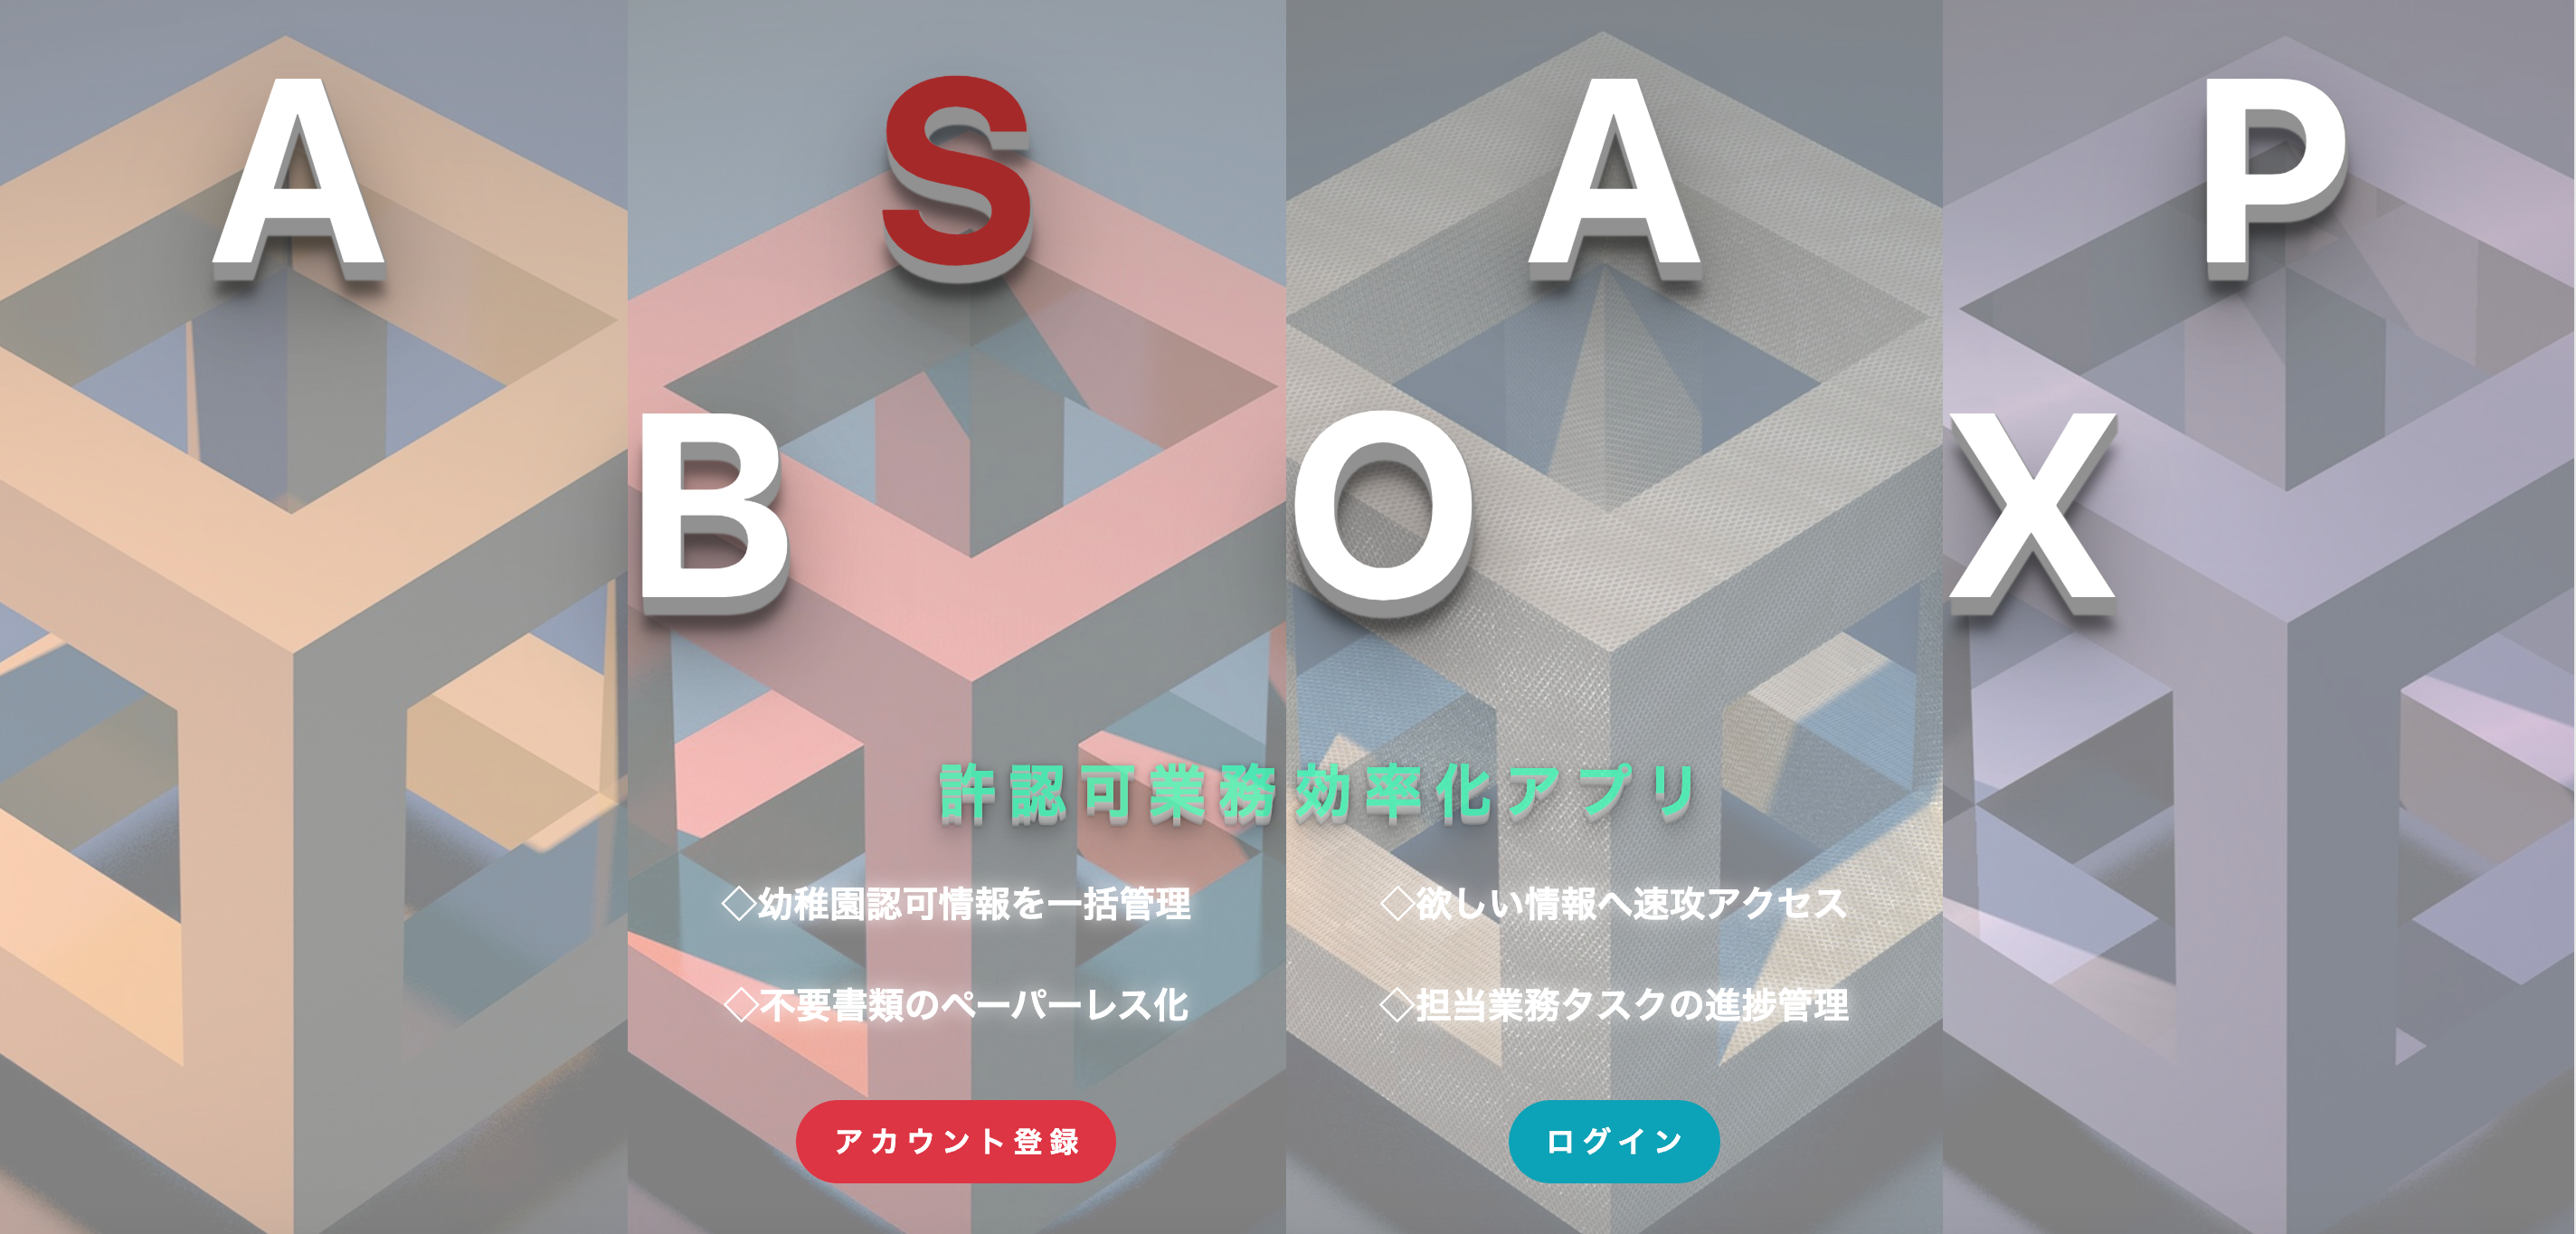 A S A P
B O X
許認可業務効率化アプリ
◇幼稚園認可情報を一括管理
◇欲しい情報へ速攻アクセス
◇不要書類のペーパーレス化
◇担当業務タスクの進捗管理
アカウント登録
ログイン